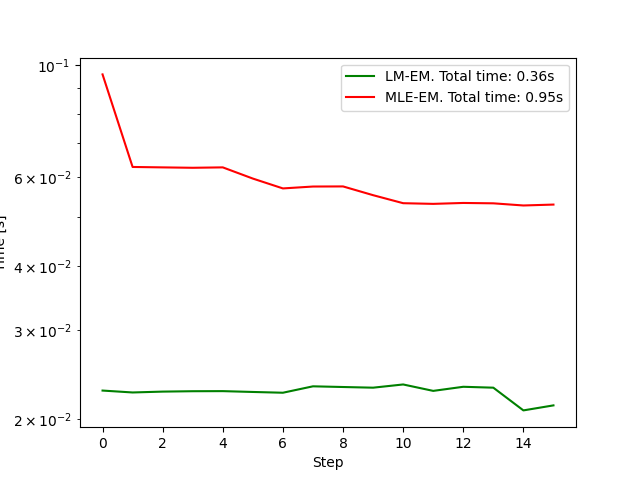 LM-EM. Total time: 0.36s
MLE-EM. Total time: 0.95s
10⁻¹
6 × 10⁻²
4 × 10⁻²
3 × 10⁻²
2 × 10⁻²
Time [s]
0 2 4 6 8 10 12 14
Step